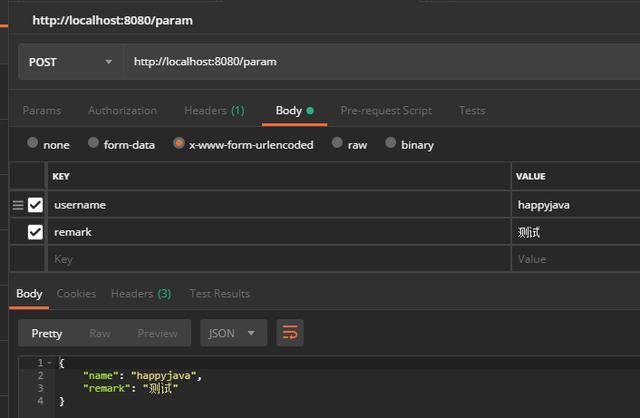 http://localhost:8080/param
POST http://localhost:8080/param
Params Authorization Headers (1) Body Pre-request Script Tests
none form-data x-www-form-urlencoded raw binary
KEY VALUE
username happyjava
remark 测试
Key Value
Body Cookies Headers (3) Test Results
Pretty Raw Preview JSON
1 {
2 "name": "happyjava",
3 "remark": "测试"
4 }